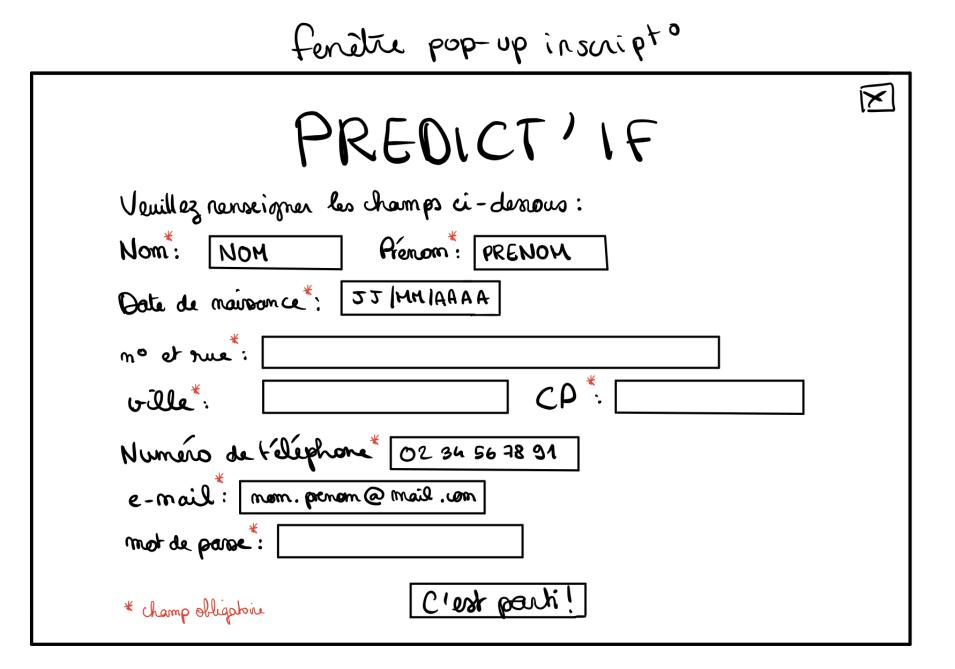 fenêtre pop-up inscript°
X
PREDICT'IF
Veuillez renseigner les champs ci-dessous :
Nom* : NOM Prénom* : PRENOM
Date de naissance* : JJ/MM/AAAA
n° et rue* :
ville* : CP* :
Numéro de téléphone* 02 34 56 78 91
e-mail* : nom.prenom@mail.com
mot de passe* :
* champ obligatoire C'est parti !